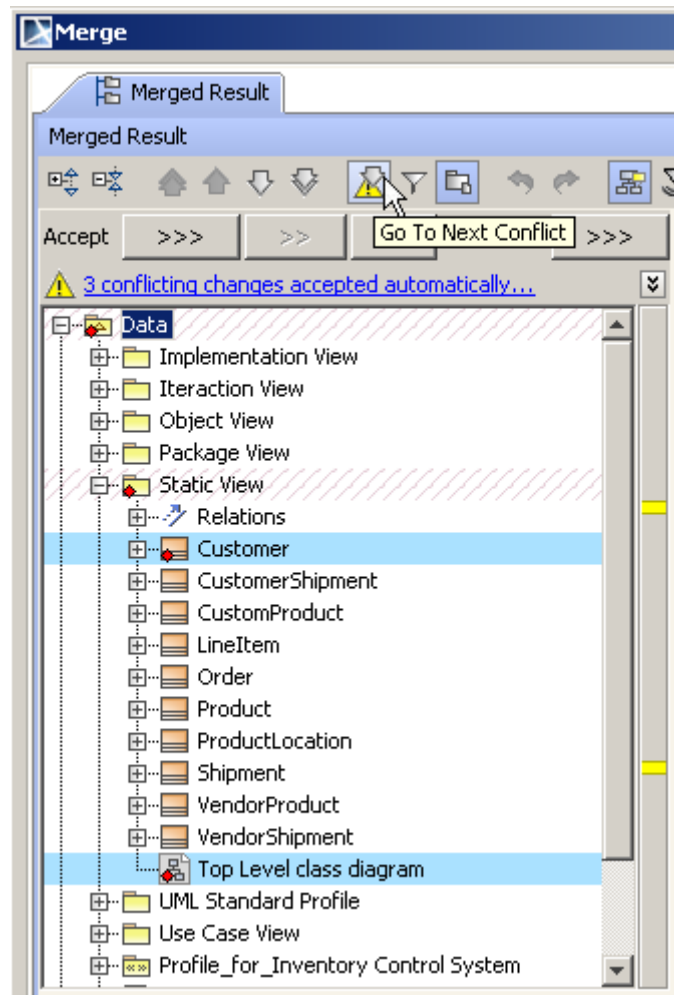 Merge
Merged Result
Merged Result
Go To Next Conflict
Accept >>> >> >>>
3 conflicting changes accepted automatically...
Data
Implementation View
Iteraction View
Object View
Package View
Static View
Relations
Customer
CustomerShipment
CustomProduct
LineItem
Order
Product
ProductLocation
Shipment
VendorProduct
VendorShipment
Top Level class diagram
UML Standard Profile
Use Case View
«» Profile_for_Inventory Control System